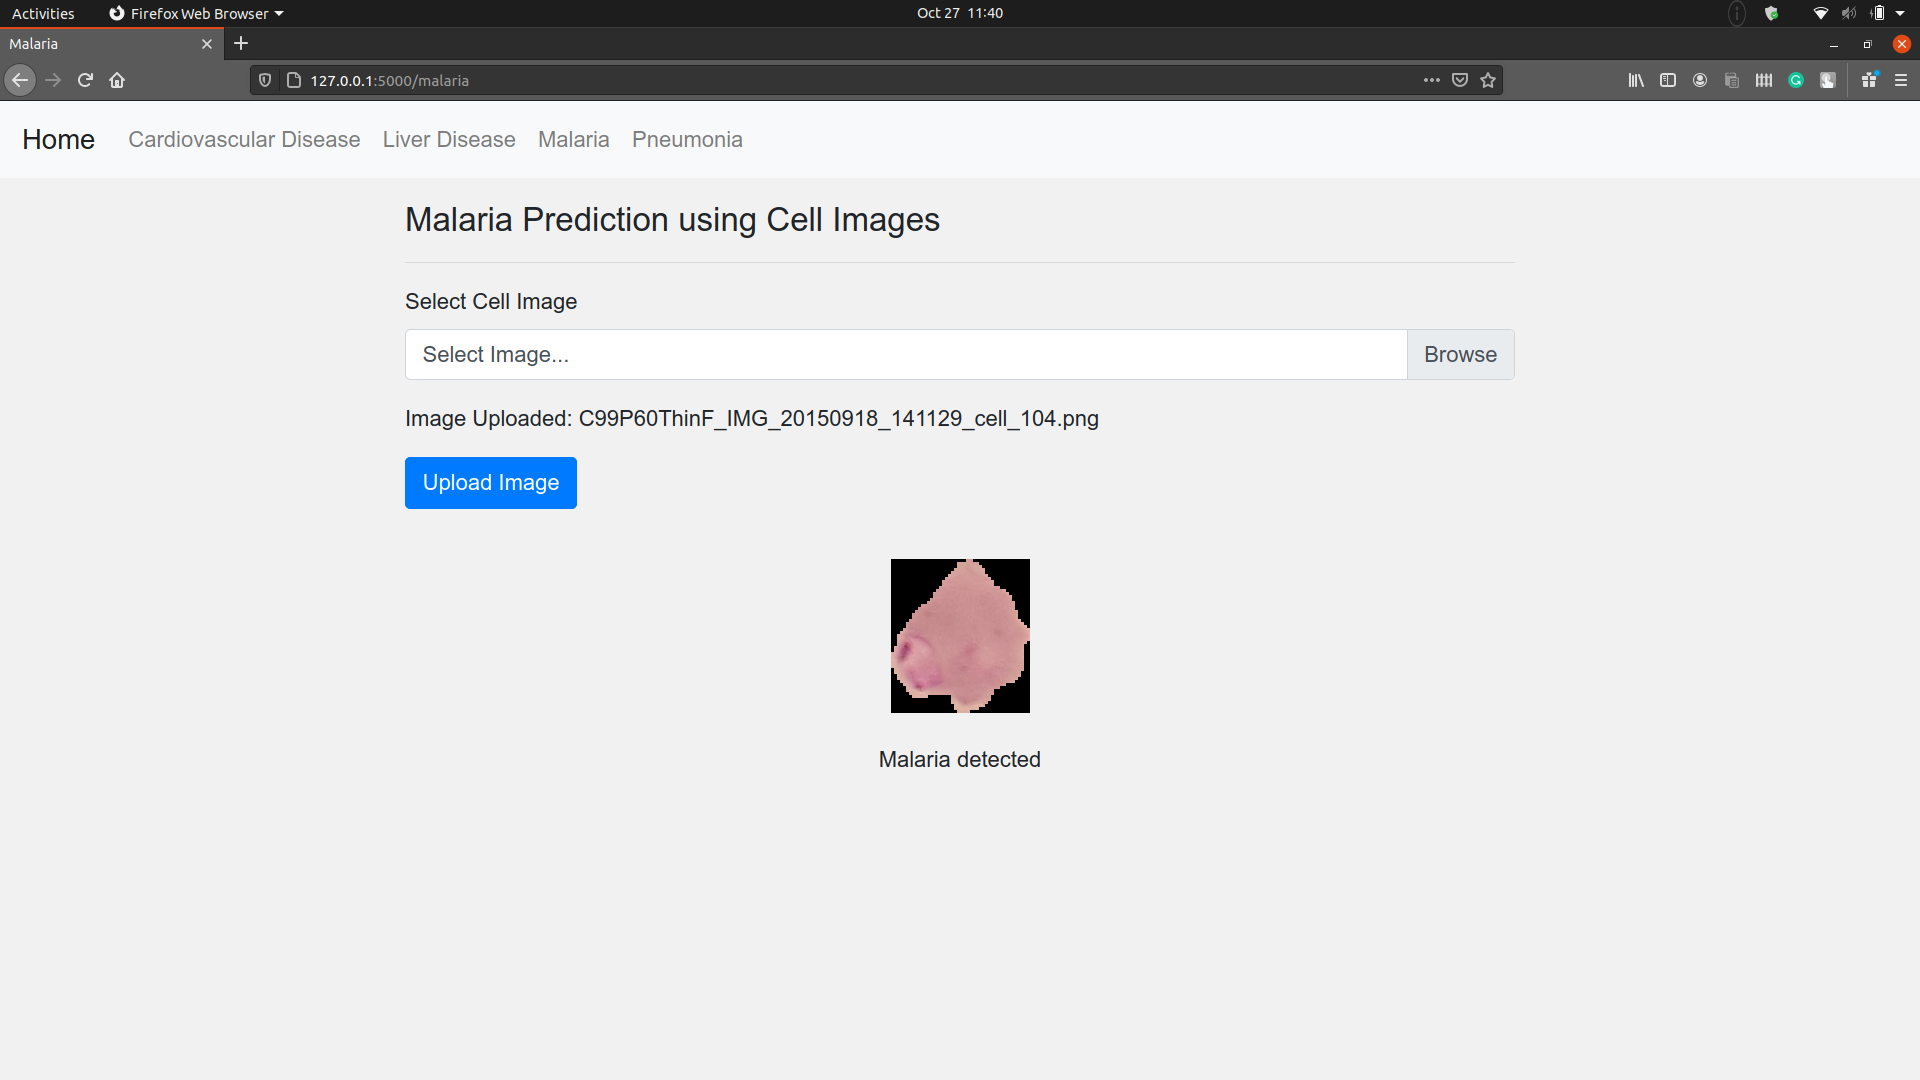 Activities Firefox Web Browser Oct 27 11:40
Malaria
127.0.0.1:5000/malaria
Home Cardiovascular Disease Liver Disease Malaria Pneumonia
Malaria Prediction using Cell Images
Select Cell Image
Select Image... Browse
Image Uploaded: C99P60ThinF_IMG_20150918_141129_cell_104.png
Upload Image
Malaria detected